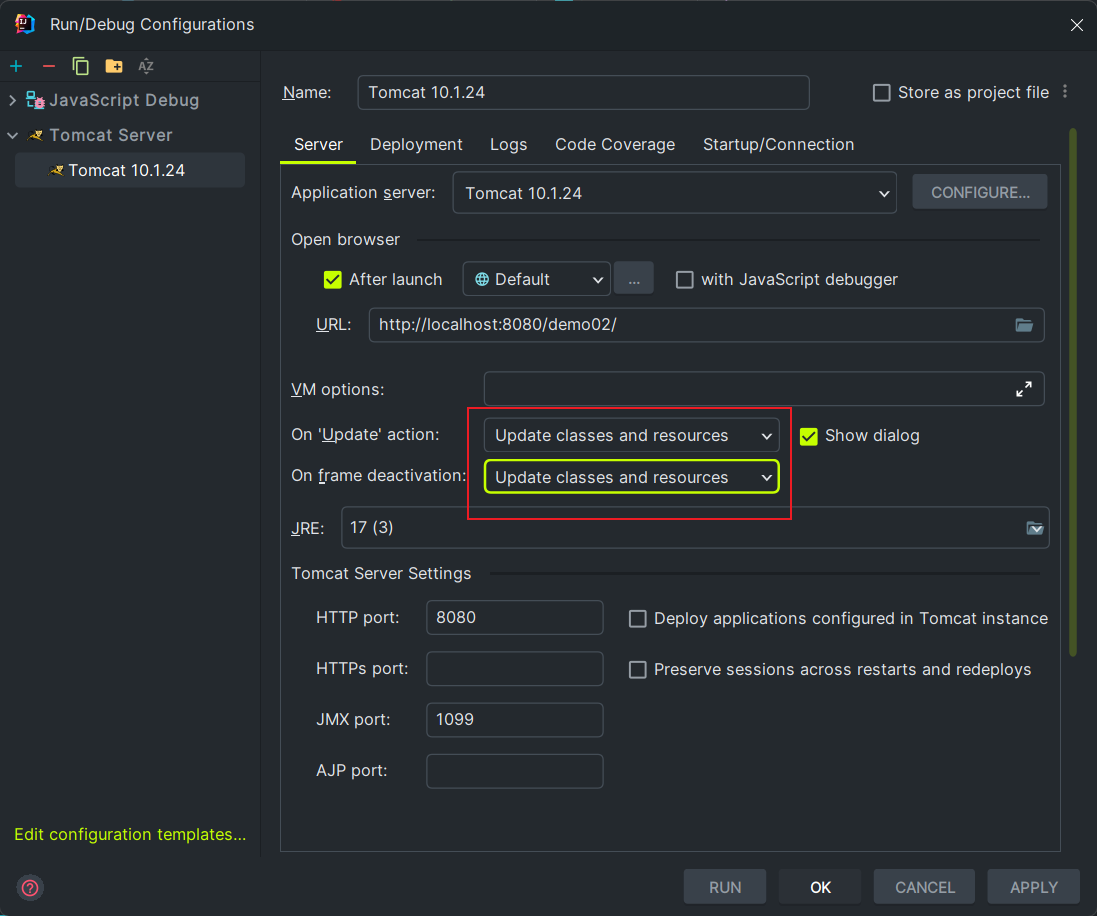 Run/Debug Configurations
JavaScript Debug
Tomcat Server
Tomcat 10.1.24
Edit configuration templates...
Name: Tomcat 10.1.24 Store as project file
Server Deployment Logs Code Coverage Startup/Connection
Application server: Tomcat 10.1.24 CONFIGURE...
Open browser
After launch Default ... with JavaScript debugger
URL: http://localhost:8080/demo02/
VM options:
On 'Update' action: Update classes and resources Show dialog
On frame deactivation: Update classes and resources
JRE: 17 (3)
Tomcat Server Settings
HTTP port: 8080 Deploy applications configured in Tomcat instance
HTTPs port: Preserve sessions across restarts and redeploys
JMX port: 1099
AJP port:
RUN OK CANCEL APPLY